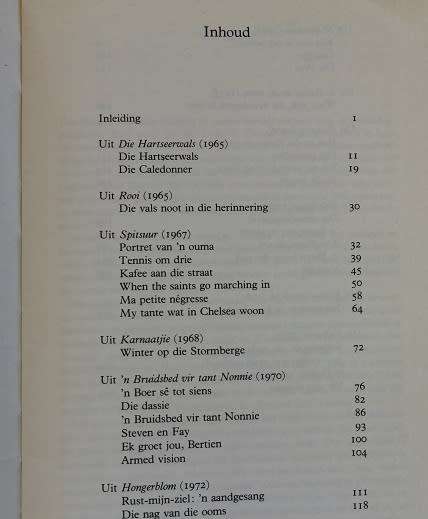 Inhoud
Inleiding 1
Uit Die Hartseerwals (1965)
Die Hartseerwals 11
Die Caledonner 19
Uit Rooi (1965)
Die vals noot in die herinnering 30
Uit Spitsuur (1967)
Portret van 'n ouma 32
Tennis om drie 39
Kafee aan die straat 45
When the saints go marching in 50
Ma petite négresse 58
My tante wat in Chelsea woon 64
Uit Karnaatjie (1968)
Winter op die Stormberge 72
Uit 'n Bruidsbed vir tant Nonnie (1970)
'n Boer sê tot siens 76
Die dassie 82
'n Bruidsbed vir tant Nonnie 86
Steven en Fay 93
Ek groet jou, Bertien 100
Armed vision 104
Uit Hongerblom (1972)
Rust-mijn-ziel: 'n aandgesang 111
Die nag van die ooms 118